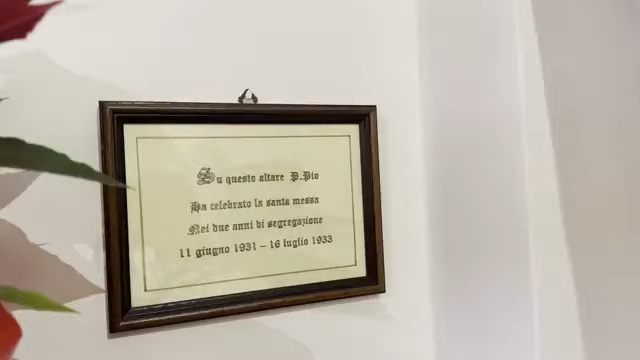 Su questo altare P.Pio
Ha celebrato la santa messa
Nei due anni di segregazione
11 giugno 1931 – 16 luglio 1933